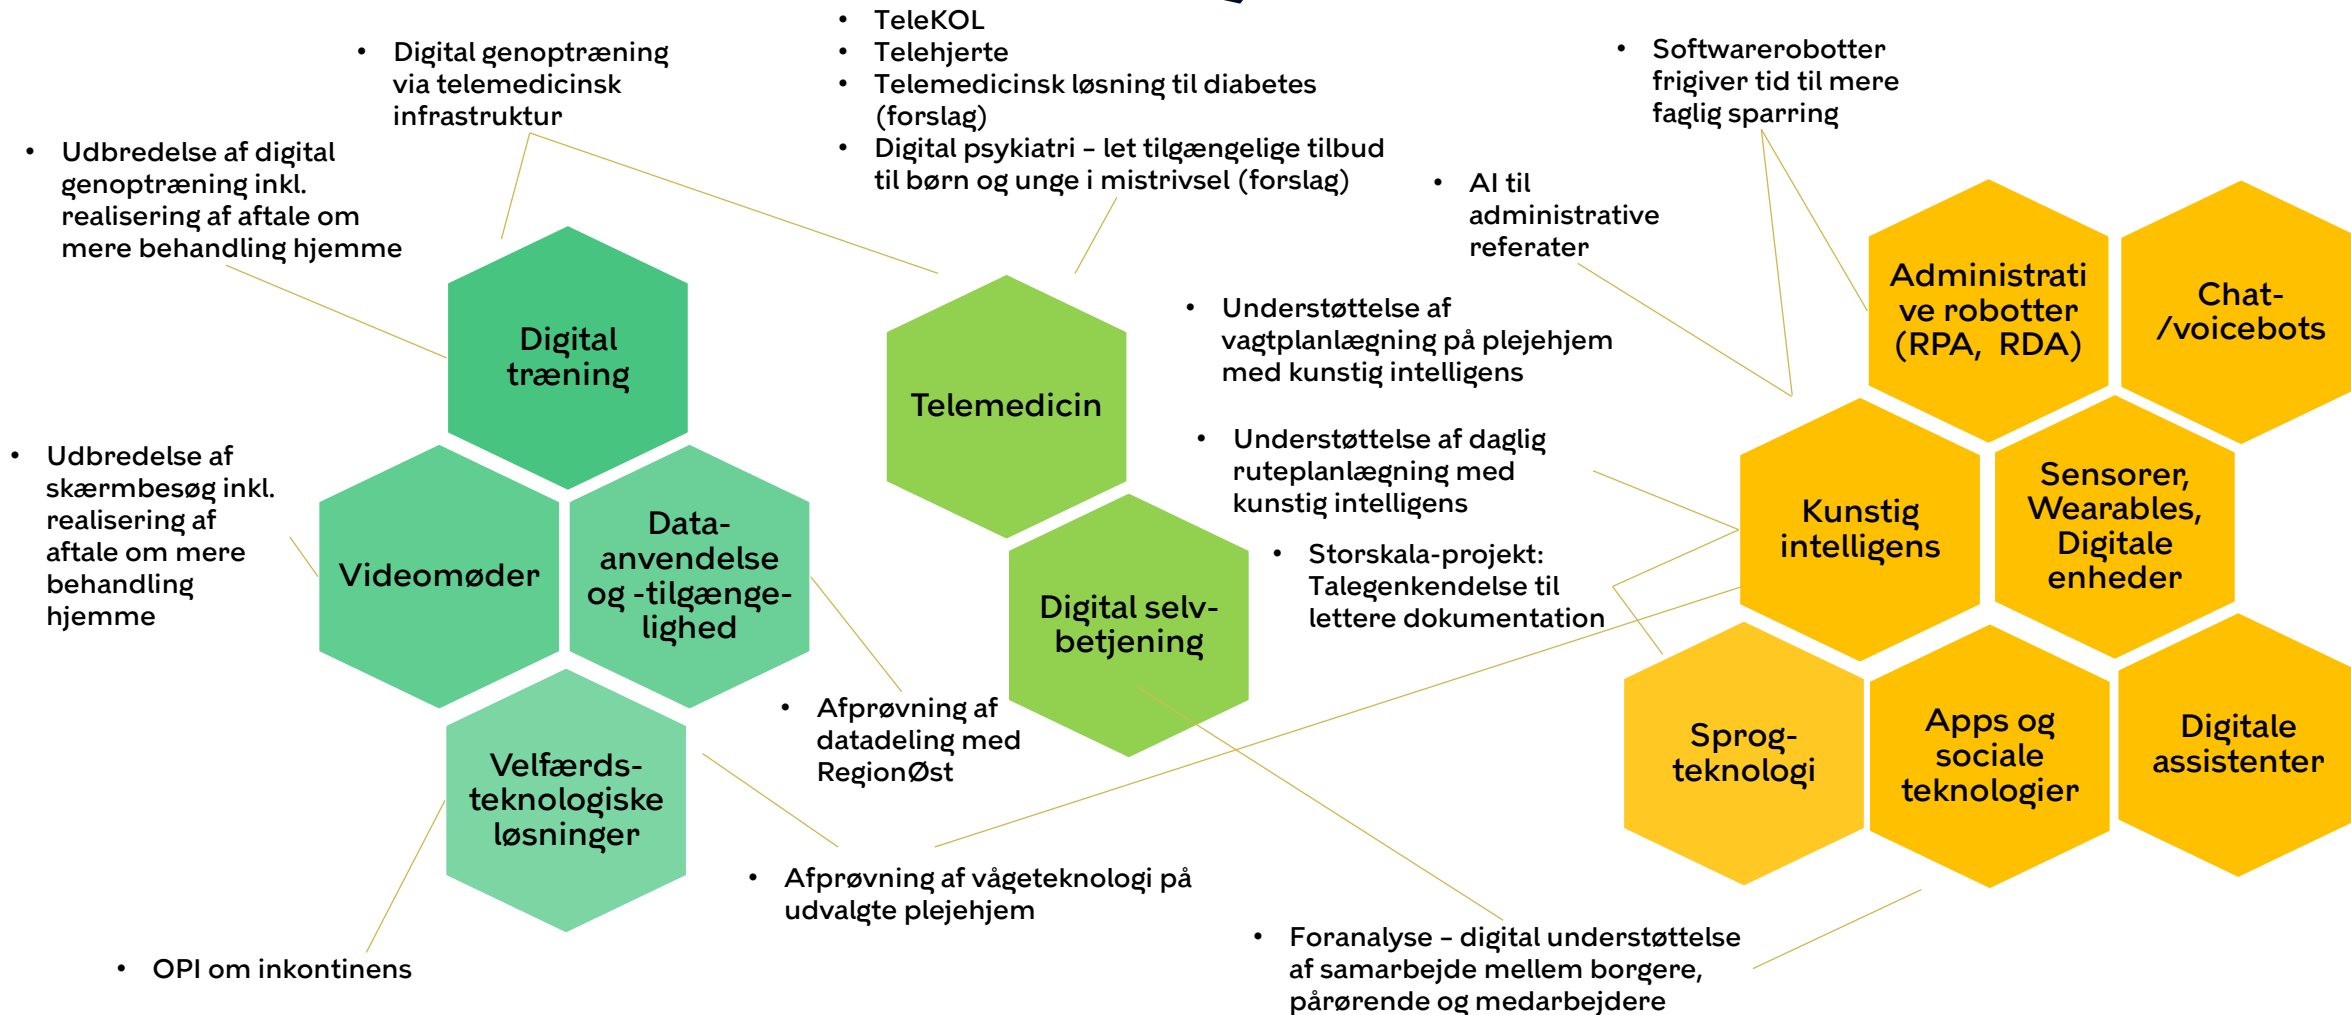 • TeleKOL
• Telehjerte
• Telemedicinsk løsning til diabetes
(forslag)
• Digital psykiatri – let tilgængelige tilbud
til børn og unge i mistrivsel (forslag)
• Digital genoptræning
via telemedicinsk
infrastruktur
• Softwarerobotter
frigiver tid til mere
faglig sparring
• Udbredelse af digital
genoptræning inkl.
realisering af aftale om
mere behandling hjemme
• AI til
administrative
referater
Digital
træning
Telemedicin
• Understøttelse af
vagtplanlægning på plejehjem
med kunstig intelligens
Administrati
ve robotter
(RPA, RDA)
Chat-
/voicebots
• Udbredelse af
skærmbesøg inkl.
realisering af
aftale om mere
behandling
hjemme
Videomøder
Data-
anvendelse
og -tilgænge-
lighed
• Understøttelse af daglig
ruteplanlægning med
kunstig intelligens
Kunstig
intelligens
Sensorer,
Wearables,
Digitale
enheder
• Storskala-projekt:
Talegenkendelse til
lettere dokumentation
Digital selv-
betjening
Velfærds-
teknologiske
løsninger
• Afprøvning af
datadeling med
RegionØst
Sprog-
teknologi
Apps og
sociale
teknologier
Digitale
assistenter
• Afprøvning af vågeteknologi på
udvalgte plejehjem
• OPI om inkontinens
• Foranalyse – digital understøttelse
af samarbejde mellem borgere,
pårørende og medarbejdere